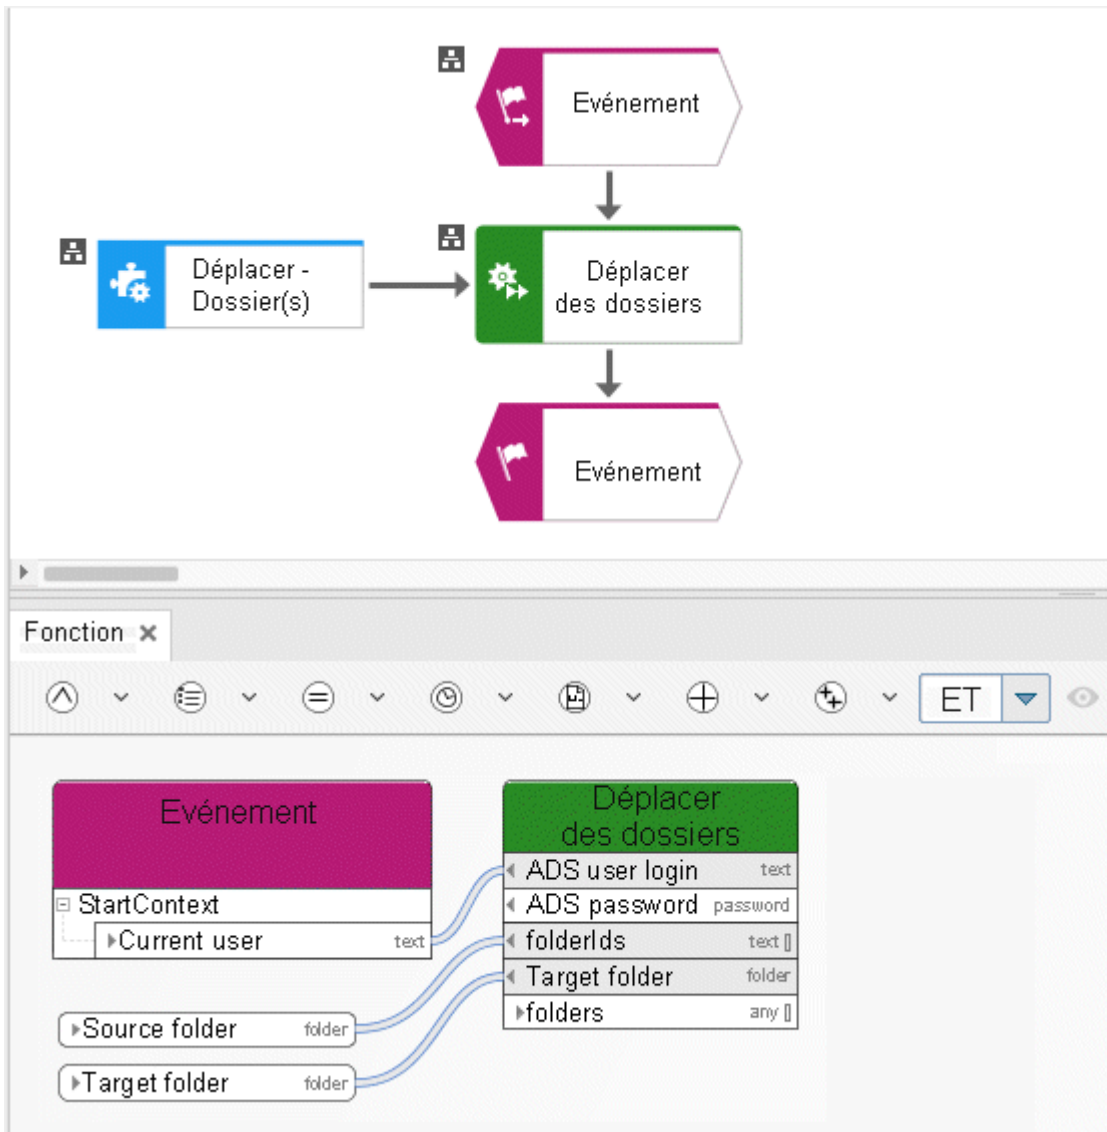 Evénement
Déplacer -
Dossier(s)
Déplacer
des dossiers
Evénement
Fonction
ET
Evénement
StartContext
Current user text
Source folder folder
Target folder folder
Déplacer
des dossiers
ADS user login text
ADS password password
folderIds text []
Target folder folder
folders any []